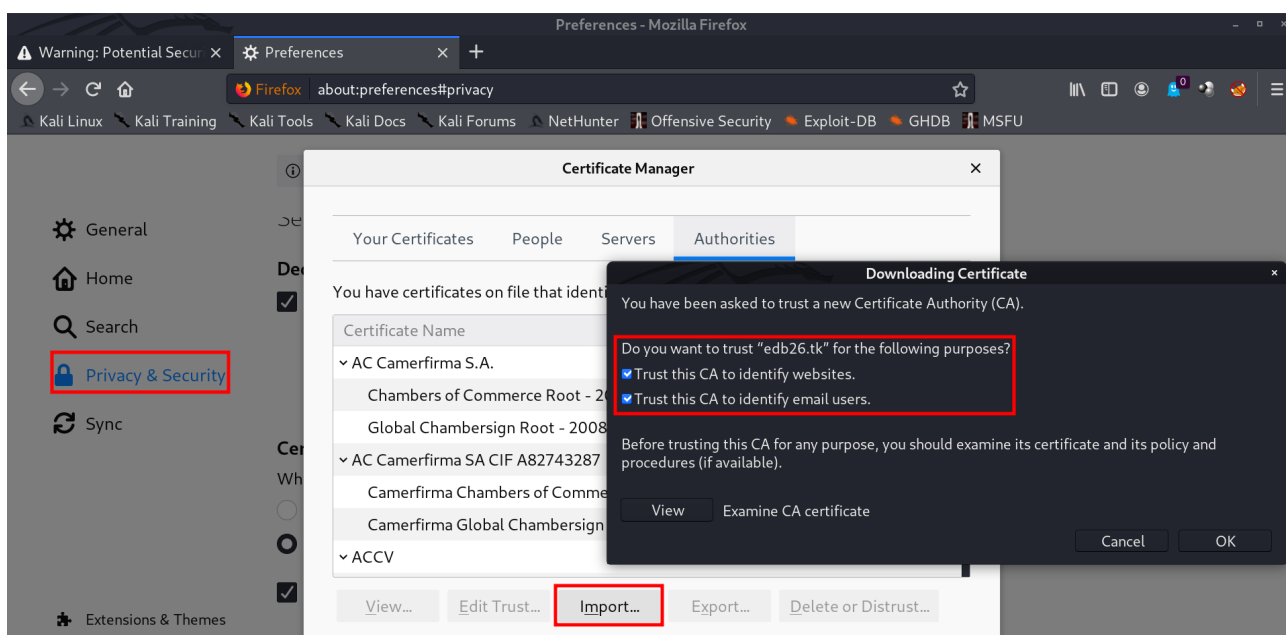 Preferences - Mozilla Firefox
Warning: Potential Secur
Preferences
Firefox about:preferences#privacy
0
Kali Linux Kali Training Kali Tools Kali Docs Kali Forums NetHunter Offensive Security Exploit-DB GHDB MSFU
Certificate Manager
General
Home
Search
Privacy & Security
Sync
Extensions & Themes
Your Certificates People Servers Authorities
You have certificates on file that identi
Certificate Name
AC Camerfirma S.A.
Chambers of Commerce Root - 2
Global Chambersign Root - 2008
AC Camerfirma SA CIF A82743287
Camerfirma Chambers of Comme
Camerfirma Global Chambersign
ACCV
View... Edit Trust... Import... Export... Delete or Distrust...
Downloading Certificate
You have been asked to trust a new Certificate Authority (CA).
Do you want to trust “edb26.tk” for the following purposes?
Trust this CA to identify websites.
Trust this CA to identify email users.
Before trusting this CA for any purpose, you should examine its certificate and its policy and
procedures (if available).
View Examine CA certificate
Cancel OK